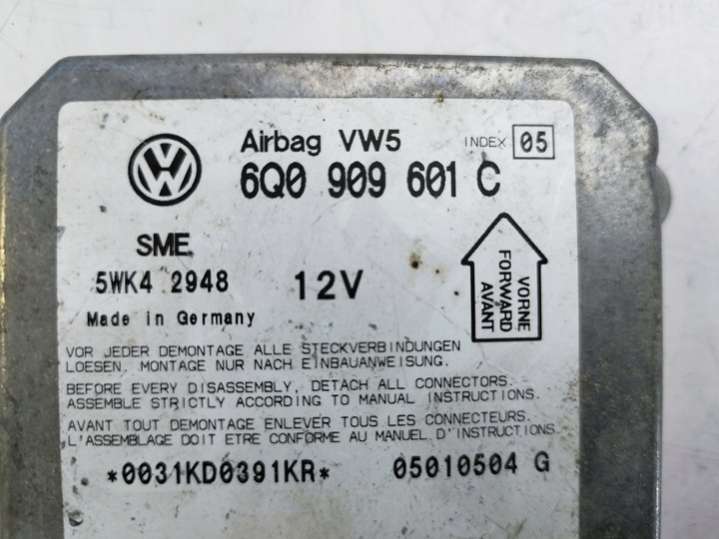 Airbag VW5 INDEX 05
6Q0 909 601 C
SME
5WK4 2948 12V
VORNE
FORWARD
AVANT
Made in Germany
VOR JEDER DEMONTAGE ALLE STECKVERBINDUNGEN
LOESEN. MONTAGE NUR NACH EINBAUANWEISUNG.
BEFORE EVERY DISASSEMBLY, DETACH ALL CONNECTORS.
ASSEMBLE STRICTLY ACCORDING TO MANUAL INSTRUCTIONS.
AVANT TOUT DEMONTAGE ENLEVER TOUS LES CONNECTEURS.
L'ASSEMBLAGE DOIT ETRE CONFORME AU MANUEL D'INSTRUCTIONS
*0031KD0391KR* 05010504 G